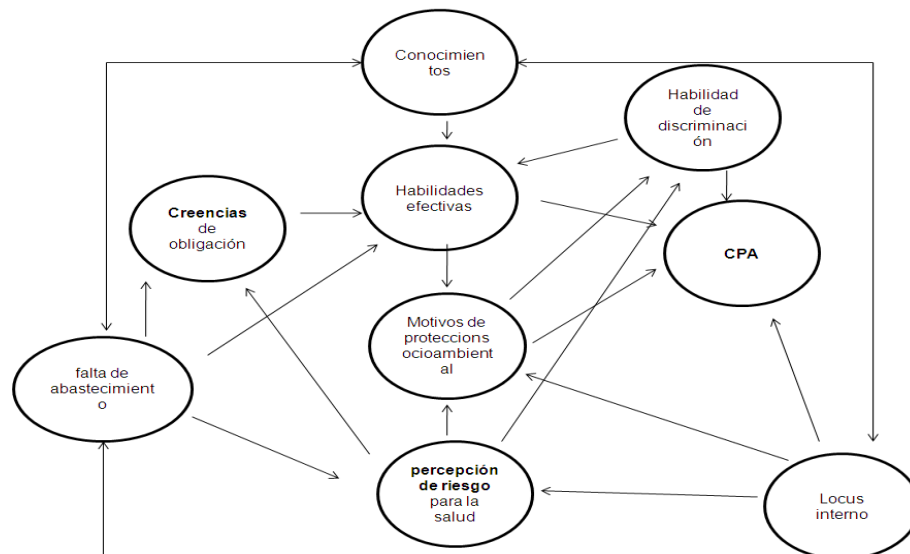 Conocimien
tos
Habilidad
de
discriminaci
ón
Habilidades
efectivas
Creencias
de
obligación
CPA
Motivos de
proteccions
ocioambient
al
falta de
abastecimient
o
percepción
de riesgo
para la
salud
Locus
interno